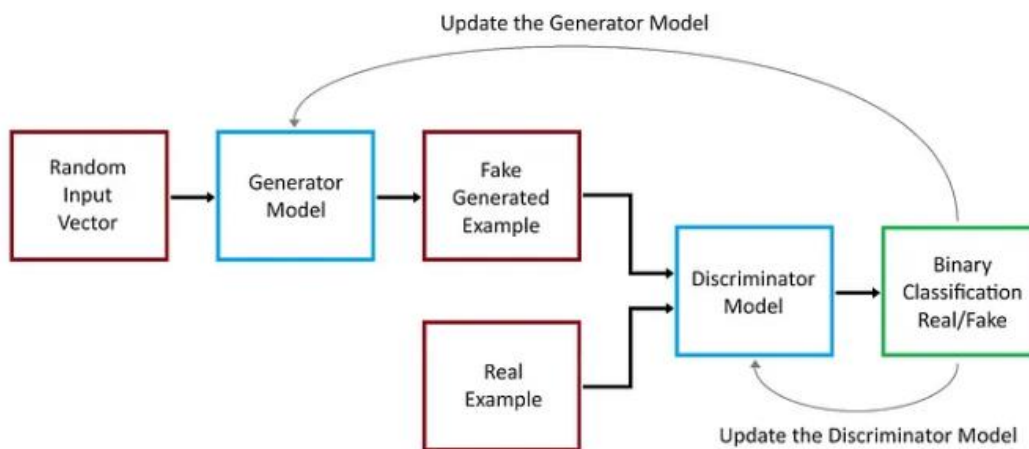 Update the Generator Model
Random
Input
Vector
Generator
Model
Fake
Generated
Example
Discriminator
Model
Binary
Classification
Real/Fake
Real
Example
Update the Discriminator Model